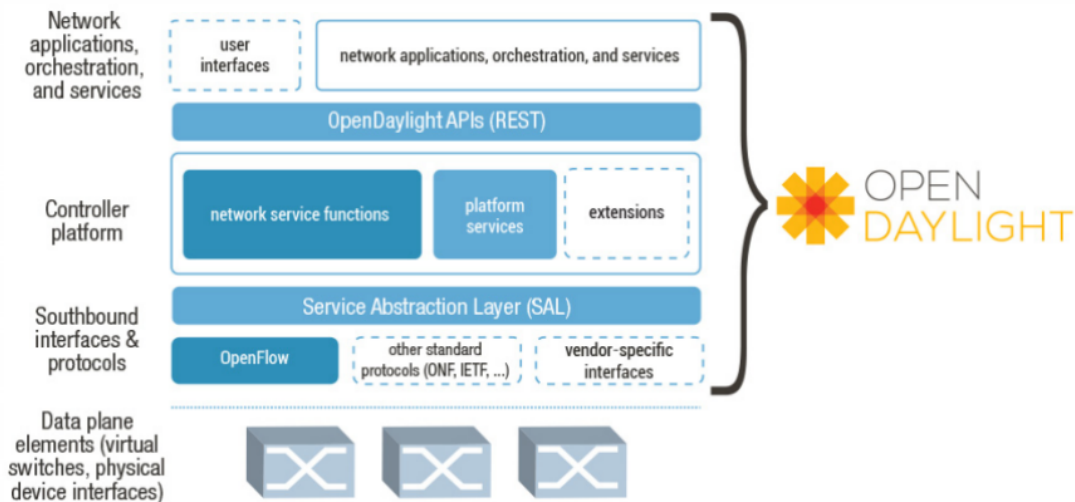 Network
applications,
orchestration,
and services
user
interfaces
network applications, orchestration, and services
OpenDaylight APIs (REST)
Controller
platform
network service functions
platform
services
extensions
OPEN
DAYLIGHT
Service Abstraction Layer (SAL)
Southbound
interfaces &
protocols
OpenFlow
other standard
protocols (ONF, IETF, ...)
vendor-specific
interfaces
Data plane
elements (virtual
switches, physical
device interfaces)